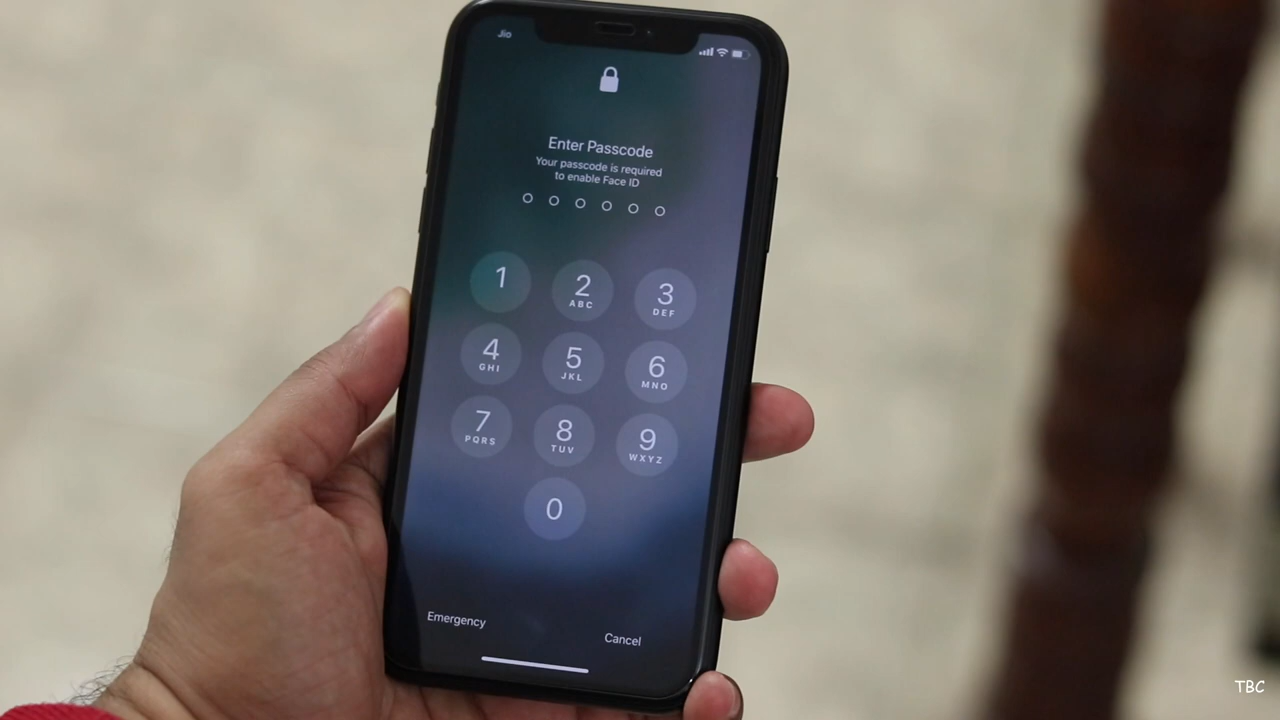 Jio
Enter Passcode
Your passcode is required
to enable Face ID
1
2
ABC
3
DEF
4
GHI
5
JKL
6
MNO
7
PQRS
8
TUV
9
WXYZ
0
Emergency
Cancel
TBC